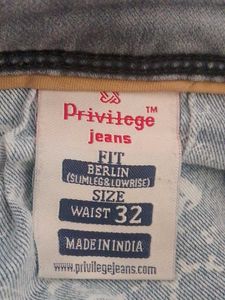 Privilege™
jeans
FIT
BERLIN
(SLIMLEG&LOWRISE)
SIZE
WAIST 32
MADE IN INDIA
www.privilegejeans.com